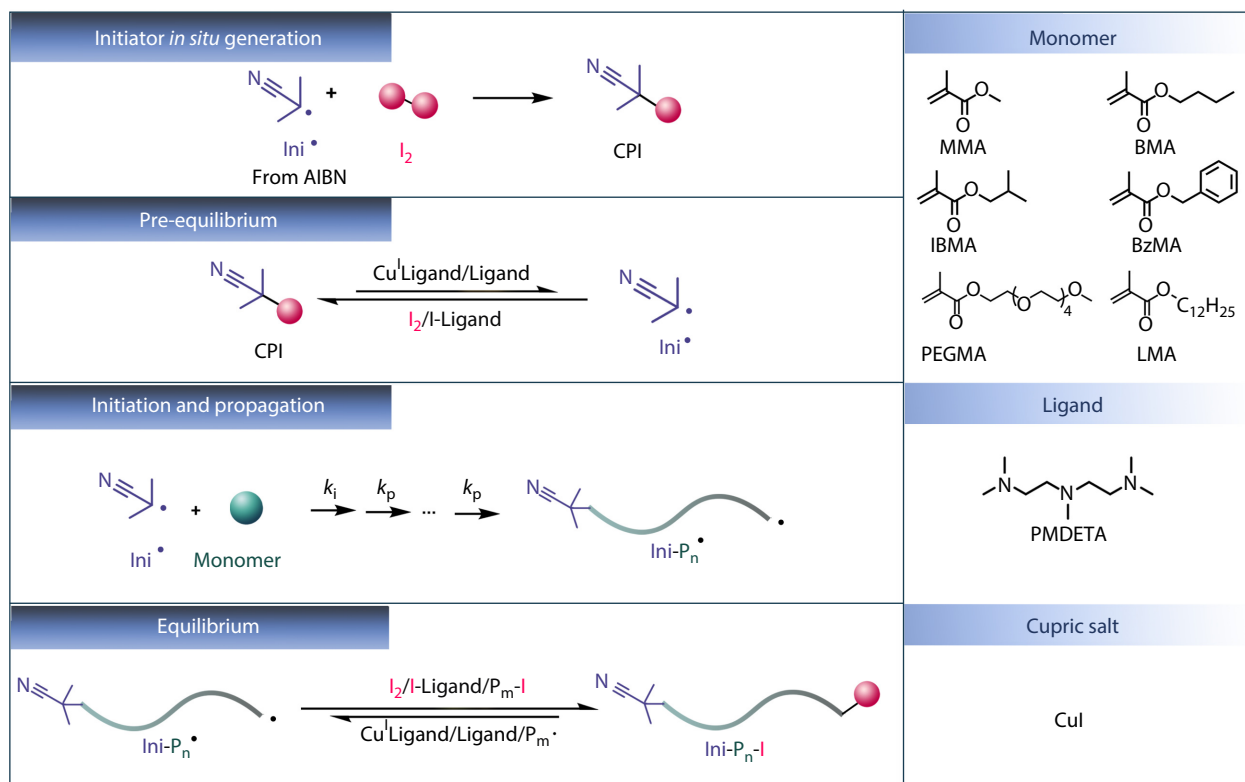 Initiator in situ generation
N
+
Ini•
I2
From AIBN
N
CPI
Pre-equilibrium
N
CuILigand/Ligand
I2/I-Ligand
CPI
N
Ini•
Initiation and propagation
N
+
ki kp ... kp
N
Ini•
Monomer
Ini-Pn•
Equilibrium
N
I2/I-Ligand/Pm-I
CuILigand/Ligand/Pm·
N
Ini-Pn•
Ini-Pn-I
Monomer
O
O
MMA
O
O
BMA
O
O
IBMA
O
O
BzMA
O
O
O
O
4
PEGMA
O
C12H25
O
LMA
Ligand
N
N
N
PMDETA
Cupric salt
CuI